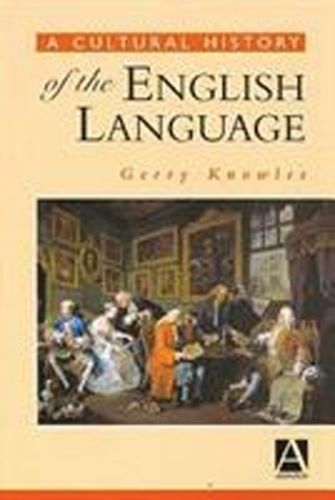 A CULTURAL HISTORY
of the ENGLISH
LANGUAGE
Gerry Knowles
A